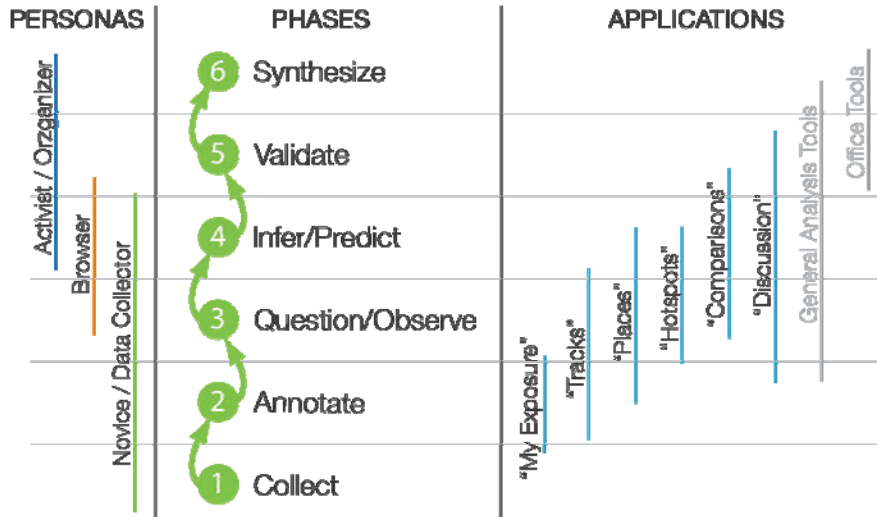 PERSONAS
PHASES
APPLICATIONS
Activist / Orzganizer
Browser
Novice / Data Collector
6 Synthesize
5 Validate
4 Infer/Predict
3 Question/Observe
2 Annotate
1 Collect
“My Exposure”
“Tracks”
“Places”
“Hotspots”
“Comparisons”
“Discussion”
General Analysis Tools
Office Tools